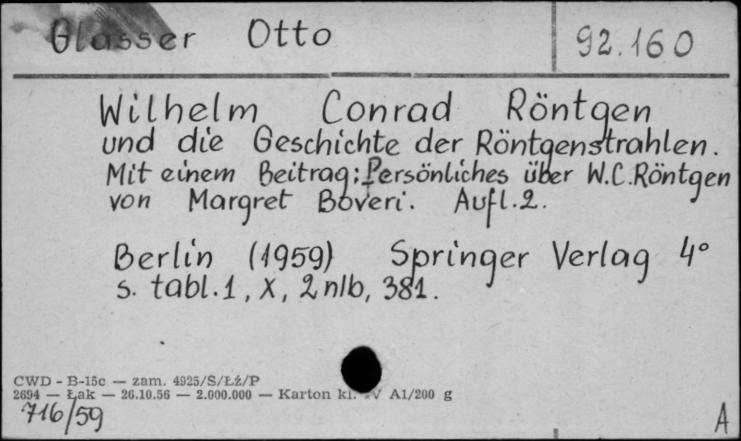 Glasser Otto 92.160
Wilhelm Conrad Röntgen
und die Geschichte der Röntgenstrahlen.
Mit einem Beitrag: Persönliches über W.C.Röntgen
von Margret Boveri. Aufl.2.
Berlin (1959) Springer Verlag 4°
s. tabl.1, X, 2 nlb, 381.
CWD - B-15c — zam. 4925/S/Łź/P
2694 — Łak — 26.10.56 — 2.000.000 — Karton kl. V A1/200 g
716/59 A